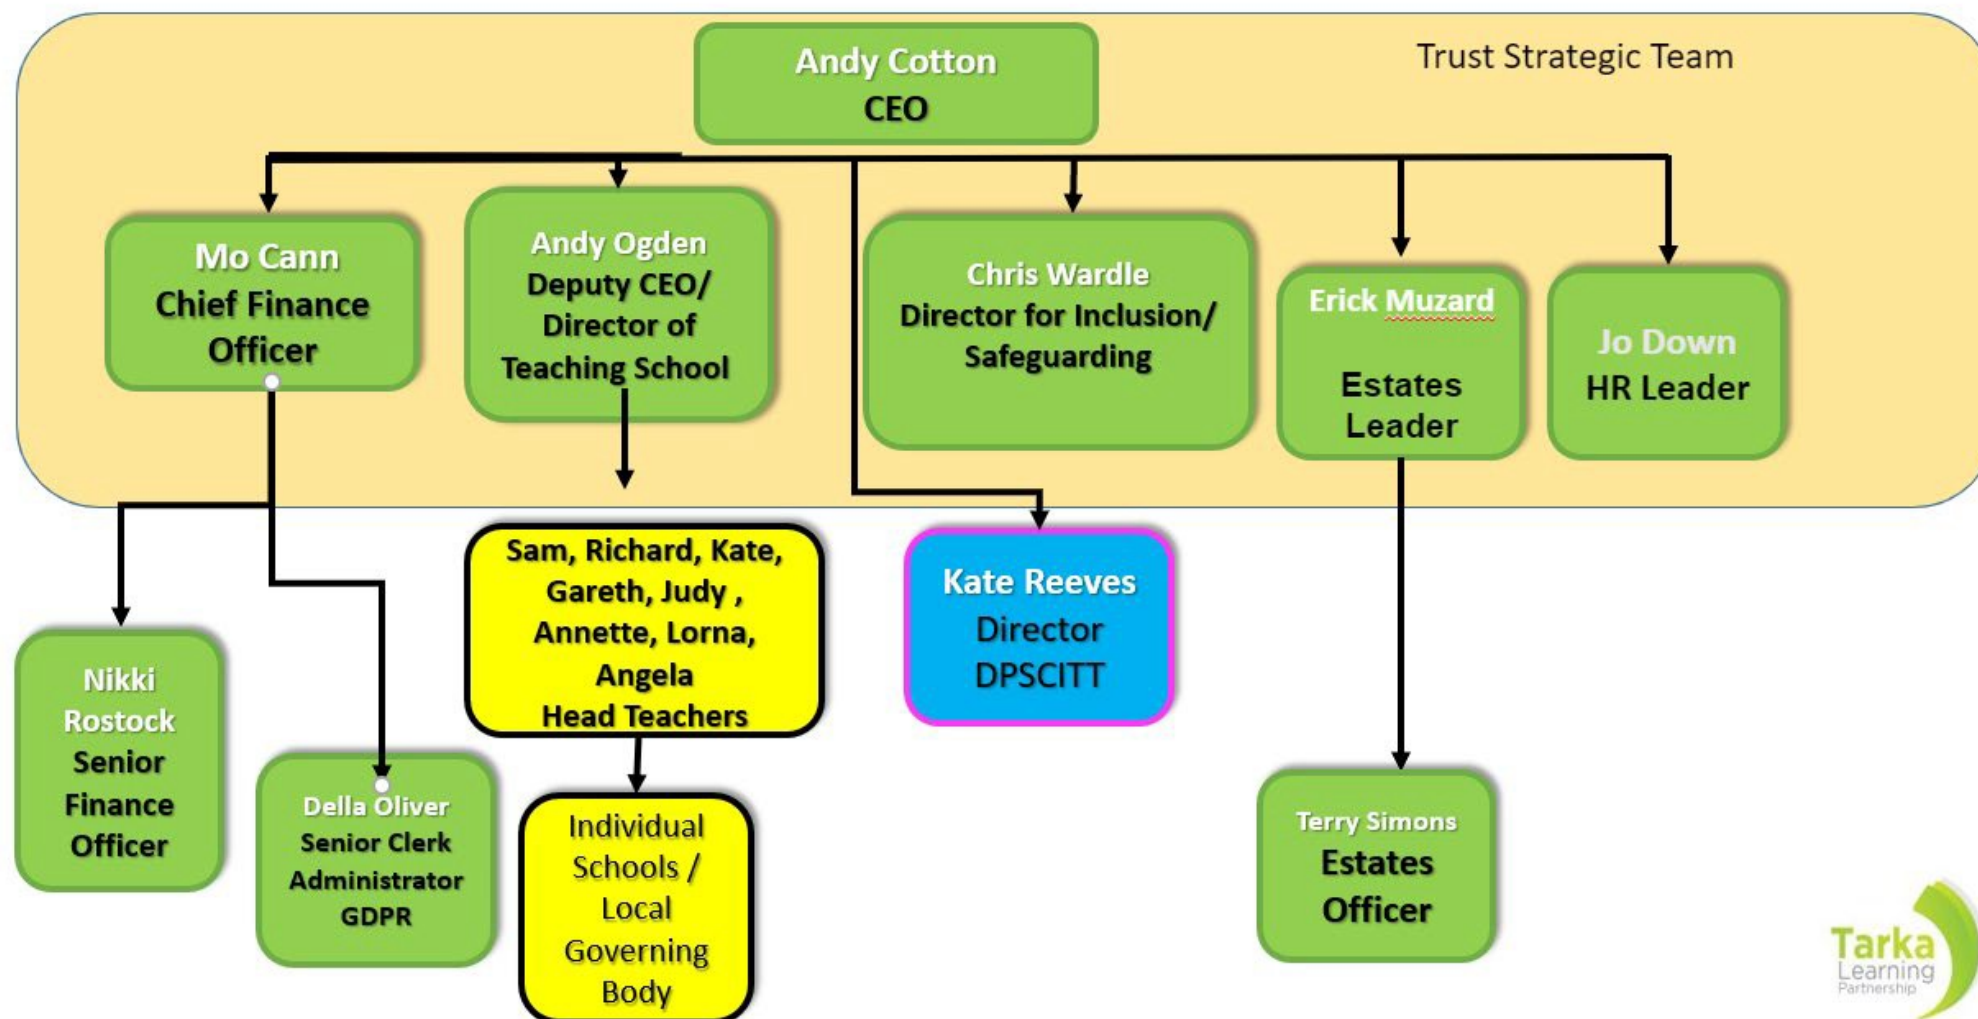 Trust Strategic Team
Andy Cotton
CEO
Mo Cann
Chief Finance
Officer
Andy Ogden
Deputy CEO/
Director of
Teaching School
Chris Wardle
Director for Inclusion/
Safeguarding
Erick Muzard
Estates
Leader
Jo Down
HR Leader
Nikki
Rostock
Senior
Finance
Officer
Della Oliver
Senior Clerk
Administrator
GDPR
Sam, Richard, Kate,
Gareth, Judy ,
Annette, Lorna,
Angela
Head Teachers
Individual
Schools /
Local
Governing
Body
Kate Reeves
Director
DPSCITT
Terry Simons
Estates
Officer
Tarka
Learning
Partnership